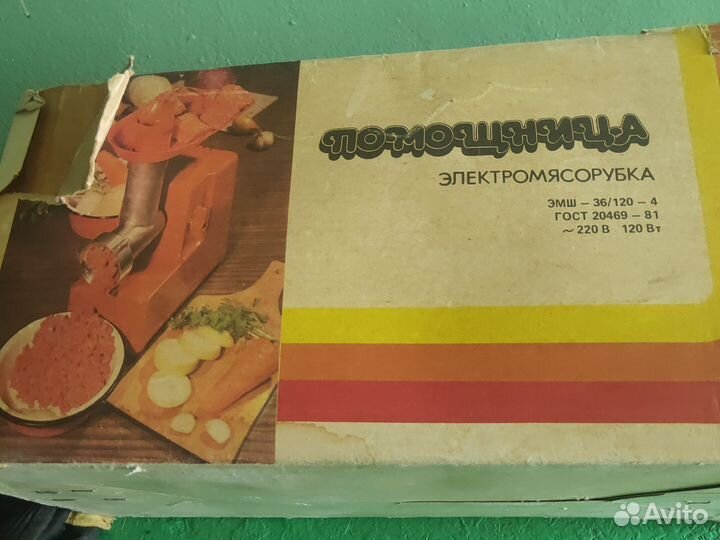 ПОМОЩНИЦА
ЭЛЕКТРОМЯСОРУБКА
ЭМШ – 36/120 – 4
ГОСТ 20469 – 81
~ 220 В 120 Вт
Avito